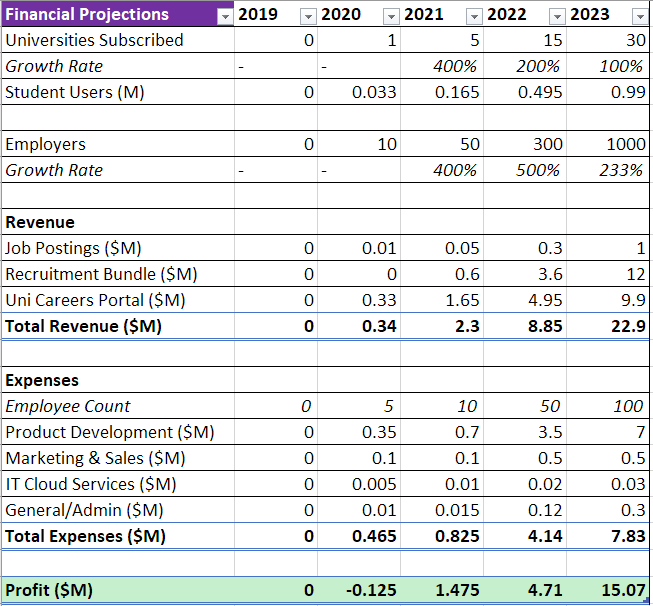 Financial Projections 2019 2020 2021 2022 2023
Universities Subscribed 0 1 5 15 30
Growth Rate - - 400% 200% 100%
Student Users (M) 0 0.033 0.165 0.495 0.99
Employers 0 10 50 300 1000
Growth Rate - - 400% 500% 233%
Revenue
Job Postings ($M) 0 0.01 0.05 0.3 1
Recruitment Bundle ($M) 0 0 0.6 3.6 12
Uni Careers Portal ($M) 0 0.33 1.65 4.95 9.9
Total Revenue ($M) 0 0.34 2.3 8.85 22.9
Expenses
Employee Count 0 5 10 50 100
Product Development ($M) 0 0.35 0.7 3.5 7
Marketing & Sales ($M) 0 0.1 0.1 0.5 0.5
IT Cloud Services ($M) 0 0.005 0.01 0.02 0.03
General/Admin ($M) 0 0.01 0.015 0.12 0.3
Total Expenses ($M) 0 0.465 0.825 4.14 7.83
Profit ($M) 0 -0.125 1.475 4.71 15.07